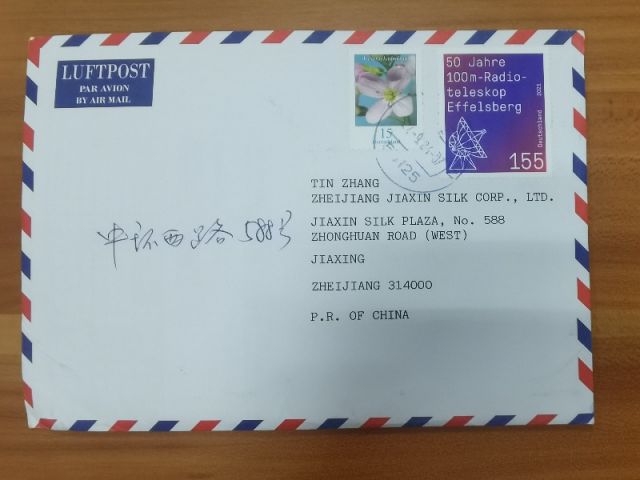 LUFTPOST
PAR AVION
BY AIR MAIL
15
50 Jahre
100m-Radio-
teleskop
Effelsberg
Deutschland
2021
155
TIN ZHANG
ZHEIJIANG JIAXIN SILK CORP., LTD.
JIAXIN SILK PLAZA, No. 588
ZHONGHUAN ROAD (WEST)
JIAXING
ZHEIJIANG 314000
P.R. OF CHINA
中环西路588号